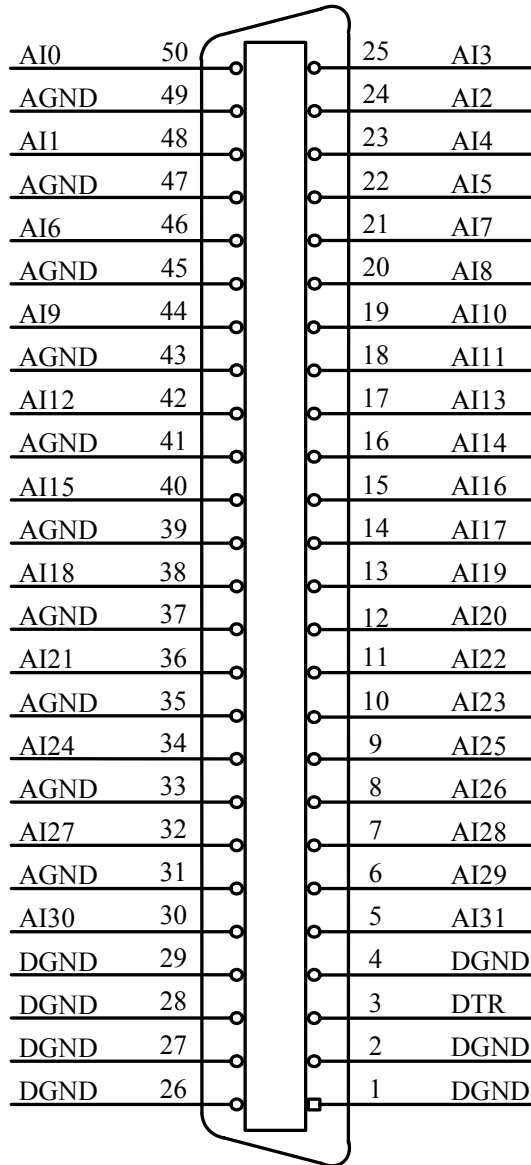 AI0 50 25 AI3
AGND 49 24 AI2
AI1 48 23 AI4
AGND 47 22 AI5
AI6 46 21 AI7
AGND 45 20 AI8
AI9 44 19 AI10
AGND 43 18 AI11
AI12 42 17 AI13
AGND 41 16 AI14
AI15 40 15 AI16
AGND 39 14 AI17
AI18 38 13 AI19
AGND 37 12 AI20
AI21 36 11 AI22
AGND 35 10 AI23
AI24 34 9 AI25
AGND 33 8 AI26
AI27 32 7 AI28
AGND 31 6 AI29
AI30 30 5 AI31
DGND 29 4 DGND
DGND 28 3 DTR
DGND 27 2 DGND
DGND 26 1 DGND